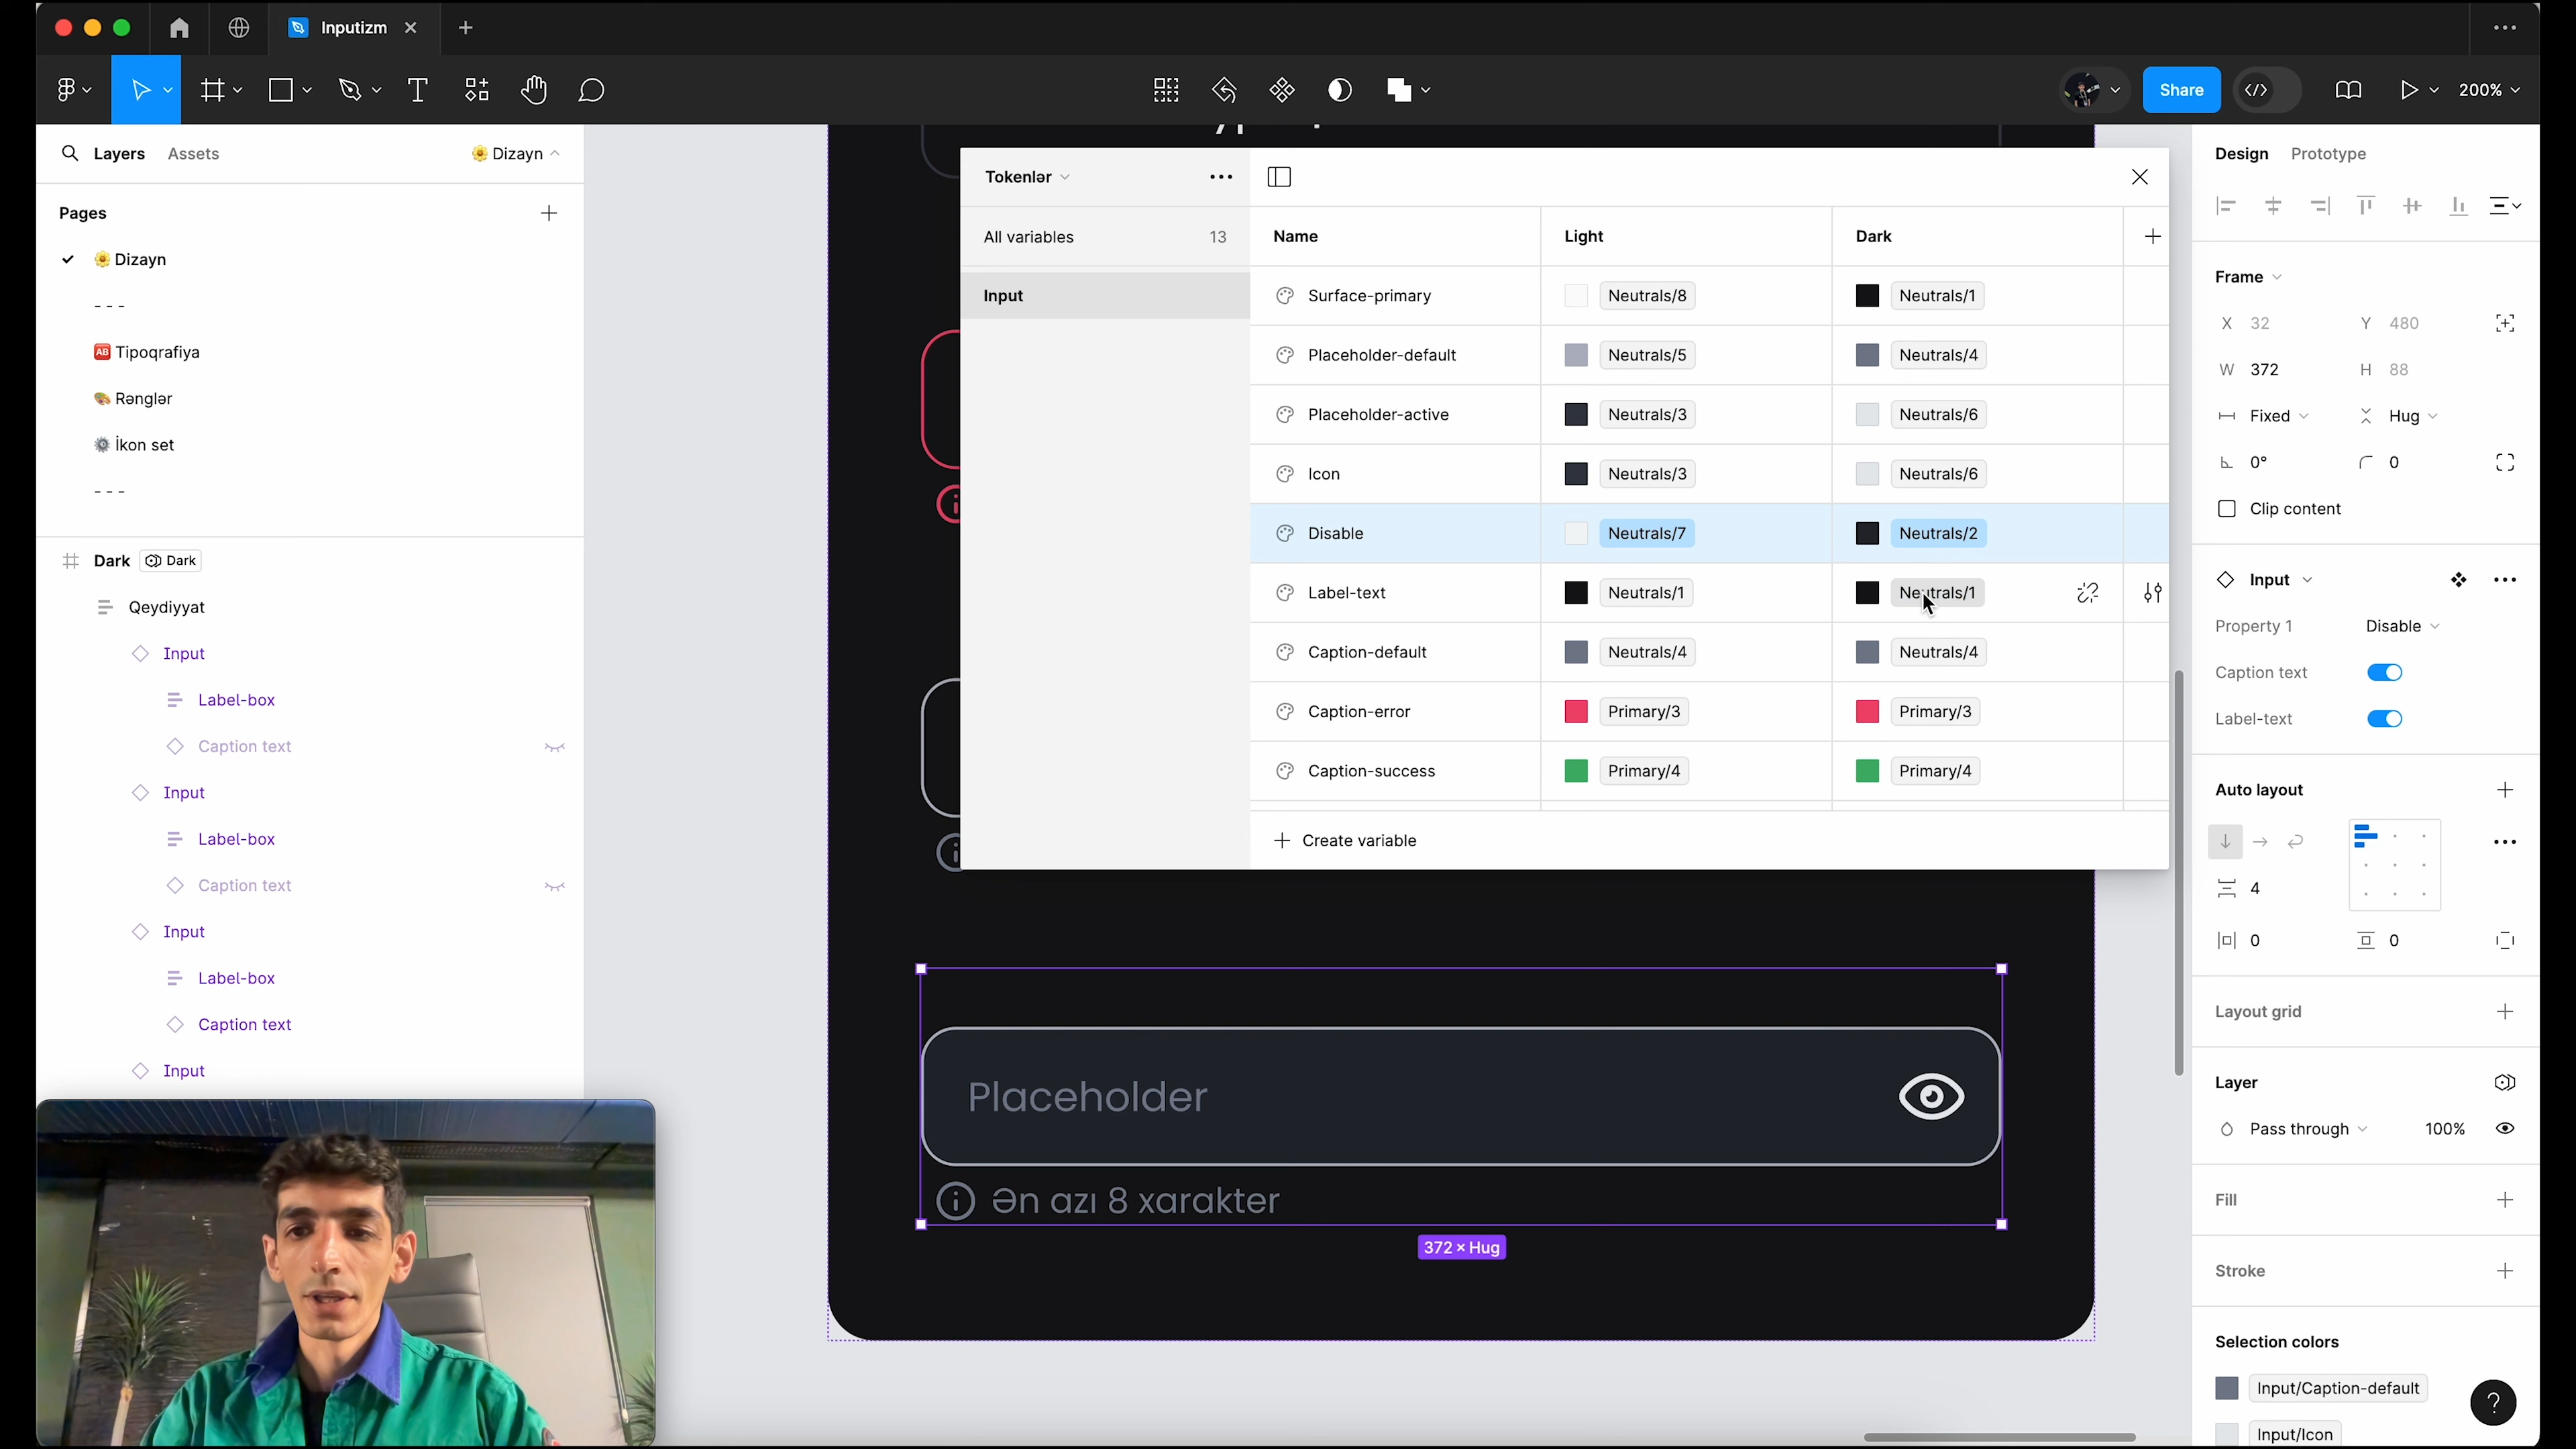 Inputizm
Share
200%
Layers
Assets
🌼 Dizayn
Pages
🌼 Dizayn
- - -
🆎 Tipoqrafiya
🎨 Rənglər
⚙️ İkon set
- - -
Dark
Dark
Qeydiyyat
Input
Label-box
Caption text
Input
Label-box
Caption text
Input
Label-box
Caption text
Input
Tokenlər
All variables 13
Input
Name Light Dark
Surface-primary Neutrals/8 Neutrals/1
Placeholder-default Neutrals/5 Neutrals/4
Placeholder-active Neutrals/3 Neutrals/6
Icon Neutrals/3 Neutrals/6
Disable Neutrals/7 Neutrals/2
Label-text Neutrals/1 Neutrals/1
Caption-default Neutrals/4 Neutrals/4
Caption-error Primary/3 Primary/3
Caption-success Primary/4 Primary/4
Create variable
Placeholder
Ən azı 8 xarakter
372 × Hug
Design Prototype
Frame
X 32 Y 480
W 372 H 88
Fixed Hug
0° 0
Clip content
Input
Property 1 Disable
Caption text
Label-text
Auto layout
4
0 0
Layout grid
Layer
Pass through 100%
Fill
Stroke
Selection colors
Input/Caption-default
Input/Icon
?